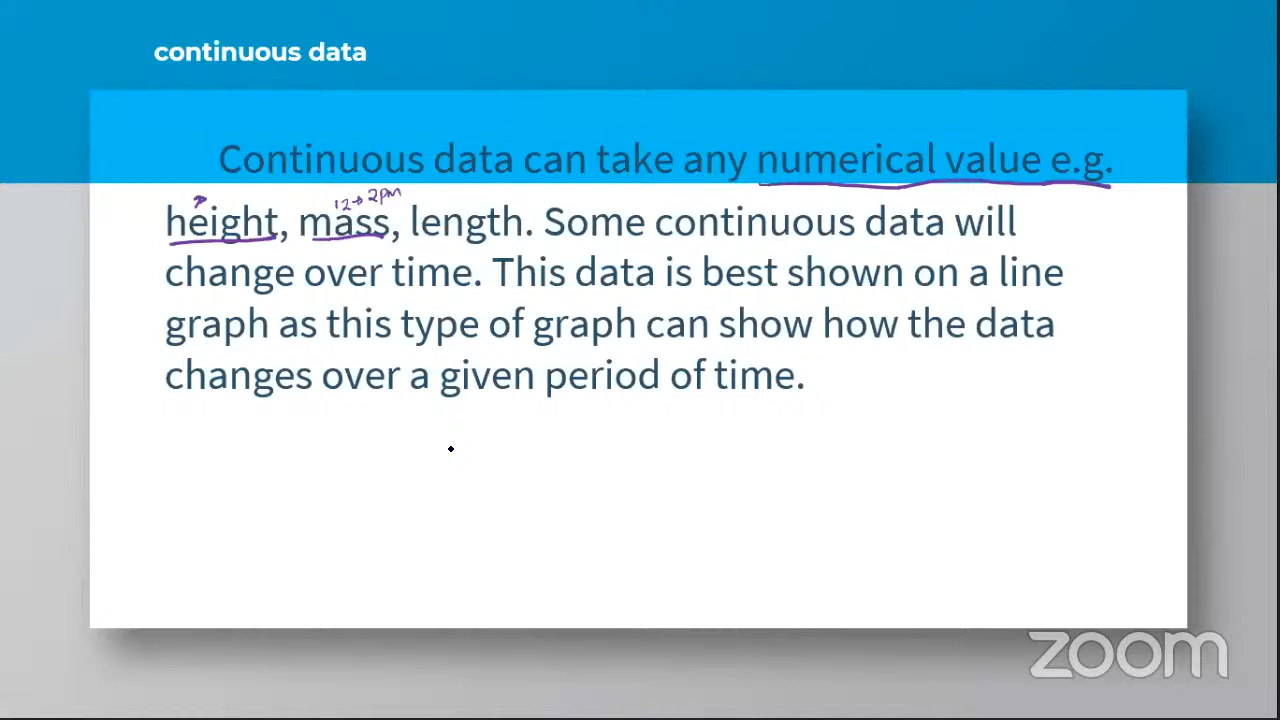 continuous data
Continuous data can take any numerical value e.g.
12→2pm
height, mass, length. Some continuous data will
change over time. This data is best shown on a line
graph as this type of graph can show how the data
changes over a given period of time.
zoom